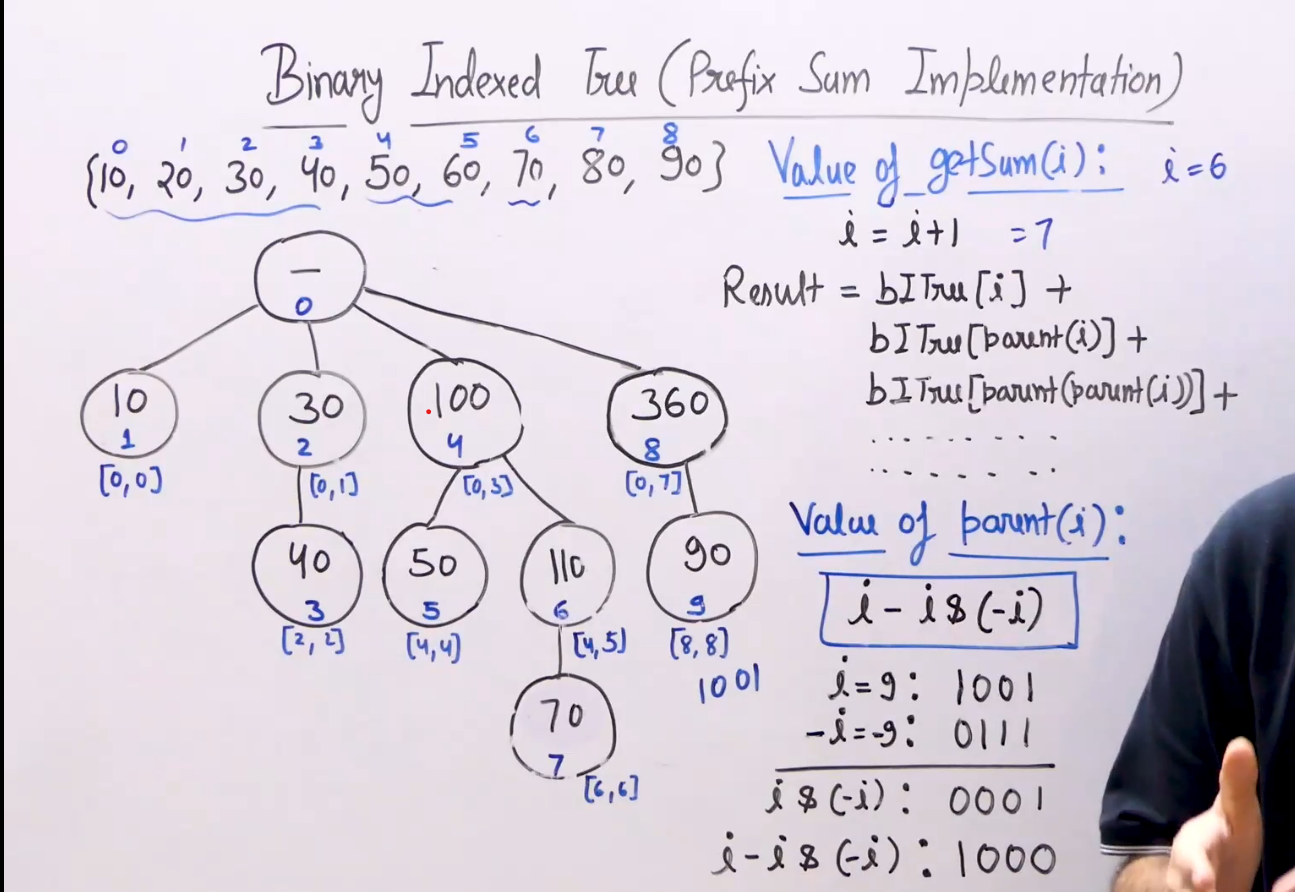 Binary Indexed Tree (Prefix Sum Implementation)
0 1 2 3 4 5 6 7 8
{10, 20, 30, 40, 50, 60, 70, 80, 90}
Value of getSum(i): i=6
i = i+1 =7
Result = bITree[i] +
bITree[parent(i)] +
bITree[parent(parent(i))] +
. . . . . . . .
. . . . . . . .
—
0
10 30 100 360
1 2 4 8
[0,0] [0,1] [0,3] [0,7]
40 50 110 90
3 5 6 9
[2,2] [4,4] [4,5] [8,8]
1001
70
7
[6,6]
Value of parent(i):
i - i & (-i)
i=9: 1001
-i=-9: 0111
i & (-i): 0001
i-i & (-i): 1000